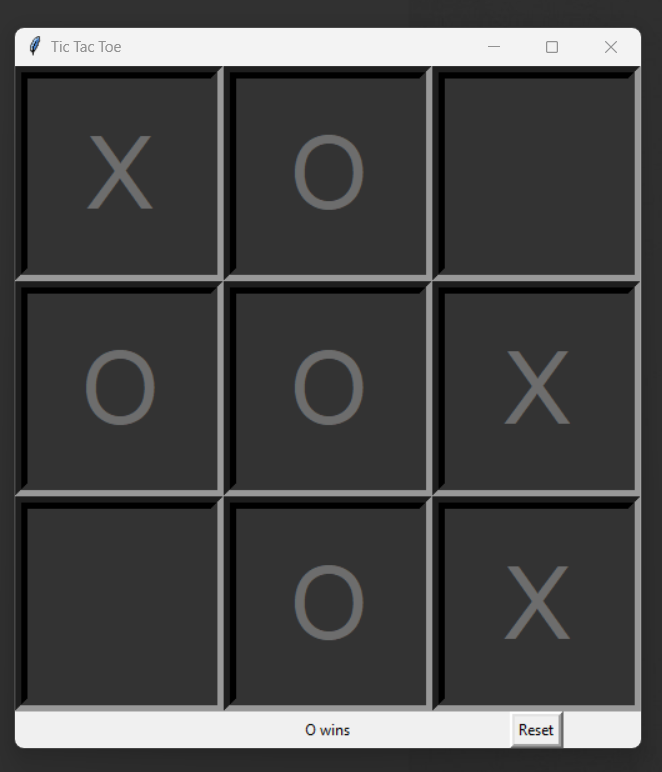 Tic Tac Toe
X O
O O X
O X
O wins Reset